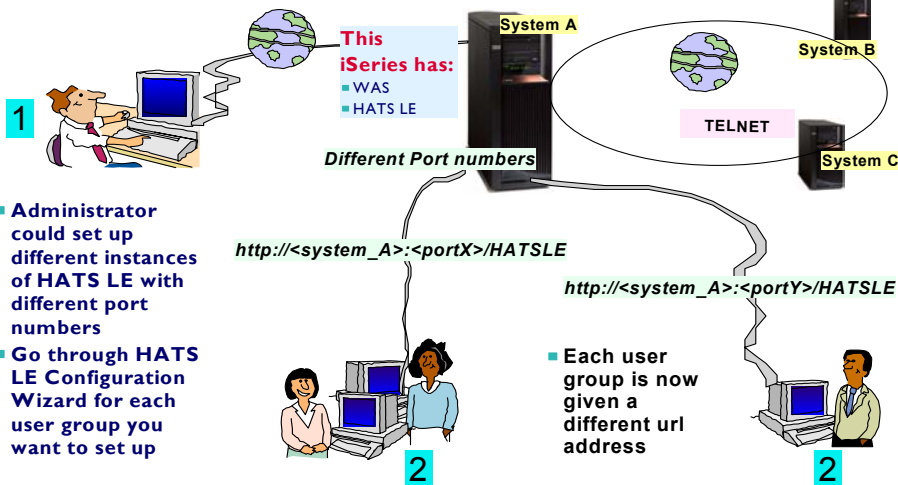 System A
This
iSeries has:
WAS
HATS LE
System B
1
TELNET
Different Port numbers
System C
Administrator
could set up
different instances
of HATS LE with
different port
numbers
Go through HATS
LE Configuration
Wizard for each
user group you
want to set up
http://<system_A>:<portX>/HATSLE
http://<system_A>:<portY>/HATSLE
Each user
group is now
given a
different url
address
2
2